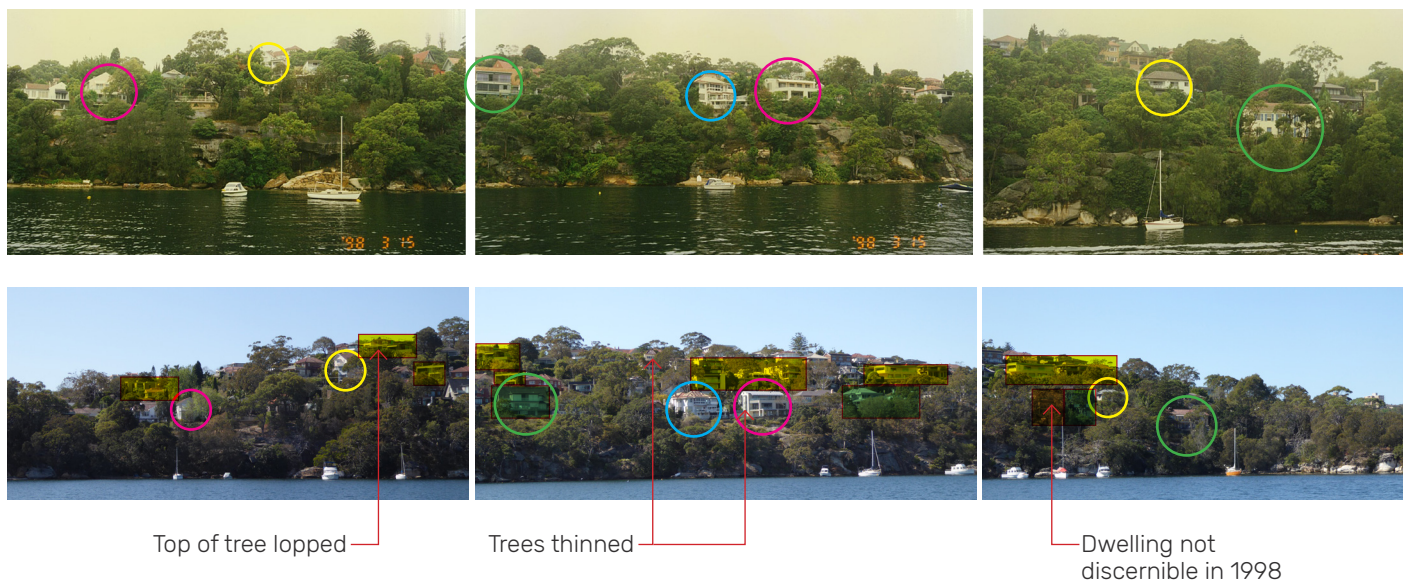 '98 3 15
'98 3 15
Top of tree lopped
Trees thinned
Dwelling not
discernible in 1998